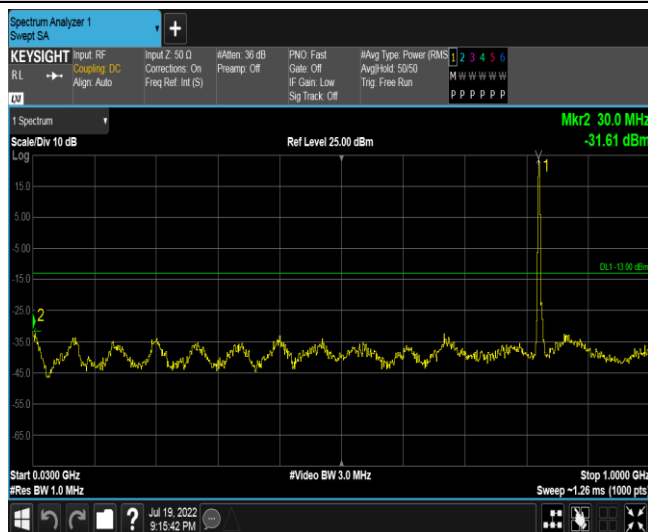 Spectrum Analyzer 1
Swept SA
+
KEYSIGHT Input: RF Input Z: 50 Ω #Atten: 36 dB PNO: Fast #Avg Type: Power (RMS 1 2 3 4 5 6
RL Coupling: DC Corrections: On Preamp: Off Gate: Off Avg|Hold: 50/50 M W W W W W
Align: Auto Freq Ref: Int (S) IF Gain: Low Trig: Free Run
LXI Sig Track: Off P P P P P P
1 Spectrum Mkr2 30.0 MHz
Scale/Div 10 dB Ref Level 25.00 dBm -31.61 dBm
Log
1
15.0
5.00
-5.00
DL1 -13.00 dBm
-15.0
-25.0
2
-35.0
-45.0
-55.0
-65.0
Start 0.0300 GHz #Video BW 3.0 MHz Stop 1.0000 GHz
#Res BW 1.0 MHz Sweep ~1.26 ms (1000 pts)
? Jul 19, 2022
9:15:42 PM